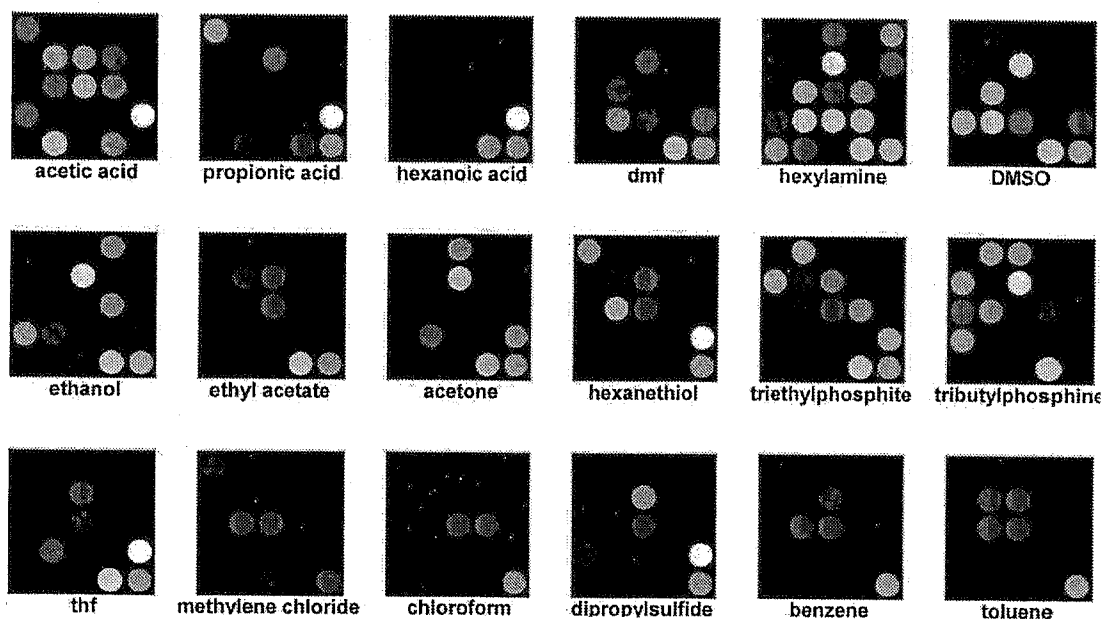 acetic acid propionic acid hexanoic acid dmf hexylamine DMSO
ethanol ethyl acetate acetone hexanethiol triethylphosphite tributylphosphine
thf methylene chloride chloroform dipropylsulfide benzene toluene